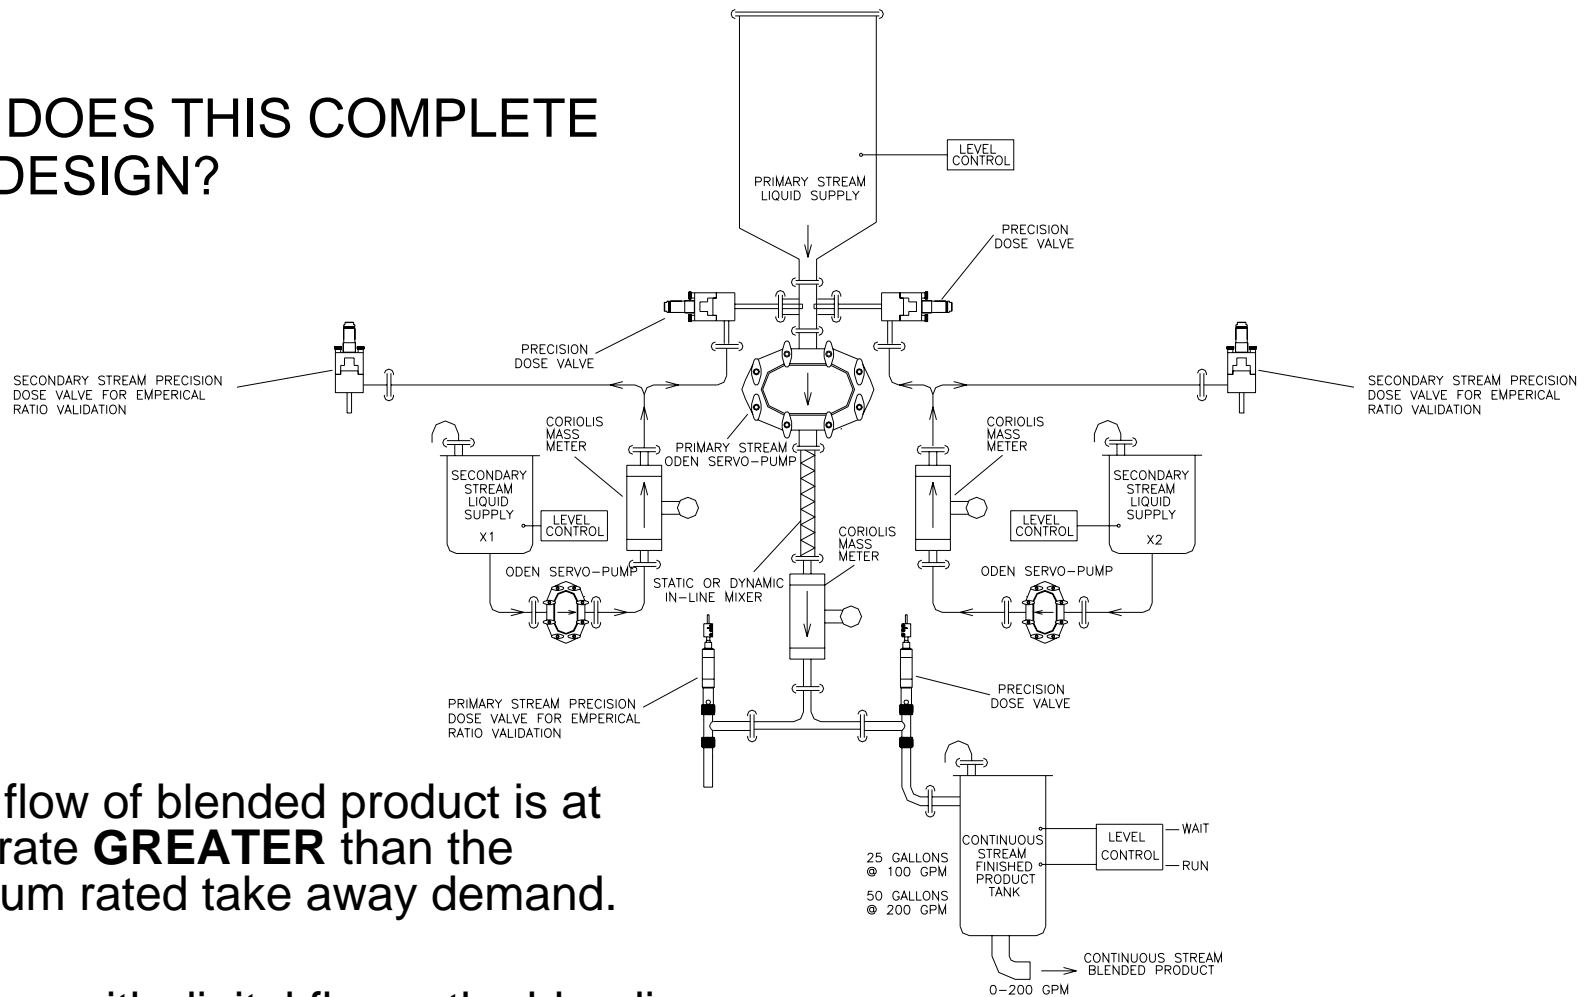 DOES THIS COMPLETE
DESIGN?
LEVEL
CONTROL
PRIMARY STREAM
LIQUID SUPPLY
PRECISION
DOSE VALVE
PRECISION
DOSE VALVE
SECONDARY STREAM PRECISION
DOSE VALVE FOR EMPERICAL
RATIO VALIDATION
SECONDARY STREAM PRECISION
DOSE VALVE FOR EMPERICAL
RATIO VALIDATION
CORIOLIS
MASS
METER
PRIMARY STREAM
ODEN SERVO-PUMP
CORIOLIS
MASS
METER
SECONDARY
STREAM
LIQUID
SUPPLY
X1
LEVEL
CONTROL
SECONDARY
STREAM
LIQUID
SUPPLY
X2
LEVEL
CONTROL
CORIOLIS
MASS
METER
ODEN SERVO-PUMP
STATIC OR DYNAMIC
IN-LINE MIXER
ODEN SERVO-PUMP
PRIMARY STREAM PRECISION
DOSE VALVE FOR EMPERICAL
RATIO VALIDATION
PRECISION
DOSE VALVE
flow of blended product is at
rate GREATER than the
um rated take away demand.
25 GALLONS
@ 100 GPM
50 GALLONS
@ 200 GPM
CONTINUOUS
STREAM
FINISHED
PRODUCT
TANK
LEVEL
CONTROL
WAIT
RUN
CONTINUOUS STREAM
BLENDED PRODUCT
0-200 GPM